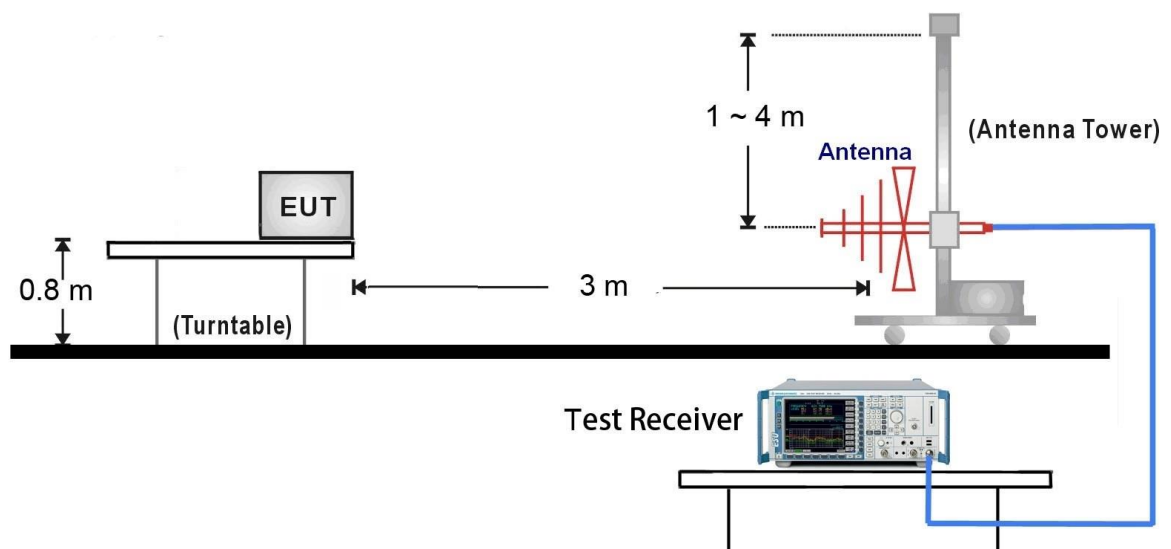 1 ~ 4 m
(Antenna Tower)
Antenna
EUT
0.8 m
3 m
(Turntable)
Test Receiver